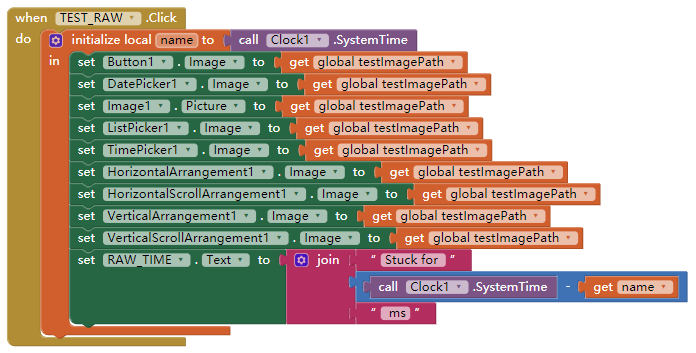 when TEST_RAW .Click
do initialize local name to call Clock1 .SystemTime
in set Button1 . Image to get global testImagePath
set DatePicker1 . Image to get global testImagePath
set Image1 . Picture to get global testImagePath
set ListPicker1 . Image to get global testImagePath
set TimePicker1 . Image to get global testImagePath
set HorizontalArrangement1 . Image to get global testImagePath
set HorizontalScrollArrangement1 . Image to get global testImagePath
set VerticalArrangement1 . Image to get global testImagePath
set VerticalScrollArrangement1 . Image to get global testImagePath
set RAW_TIME . Text to join " Stuck for "
call Clock1 .SystemTime - get name
" ms "